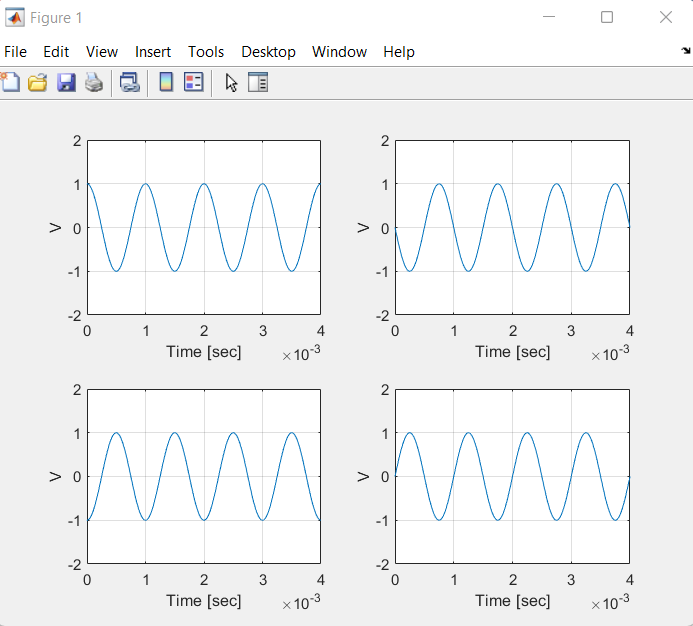 Figure 1
File Edit View Insert Tools Desktop Window Help
2
1
0
-1
-2
V
0 1 2 3 4
Time [sec]
×10⁻³
2
1
0
-1
-2
V
0 1 2 3 4
Time [sec]
×10⁻³
2
1
0
-1
-2
V
0 1 2 3 4
Time [sec]
×10⁻³
2
1
0
-1
-2
V
0 1 2 3 4
Time [sec]
×10⁻³